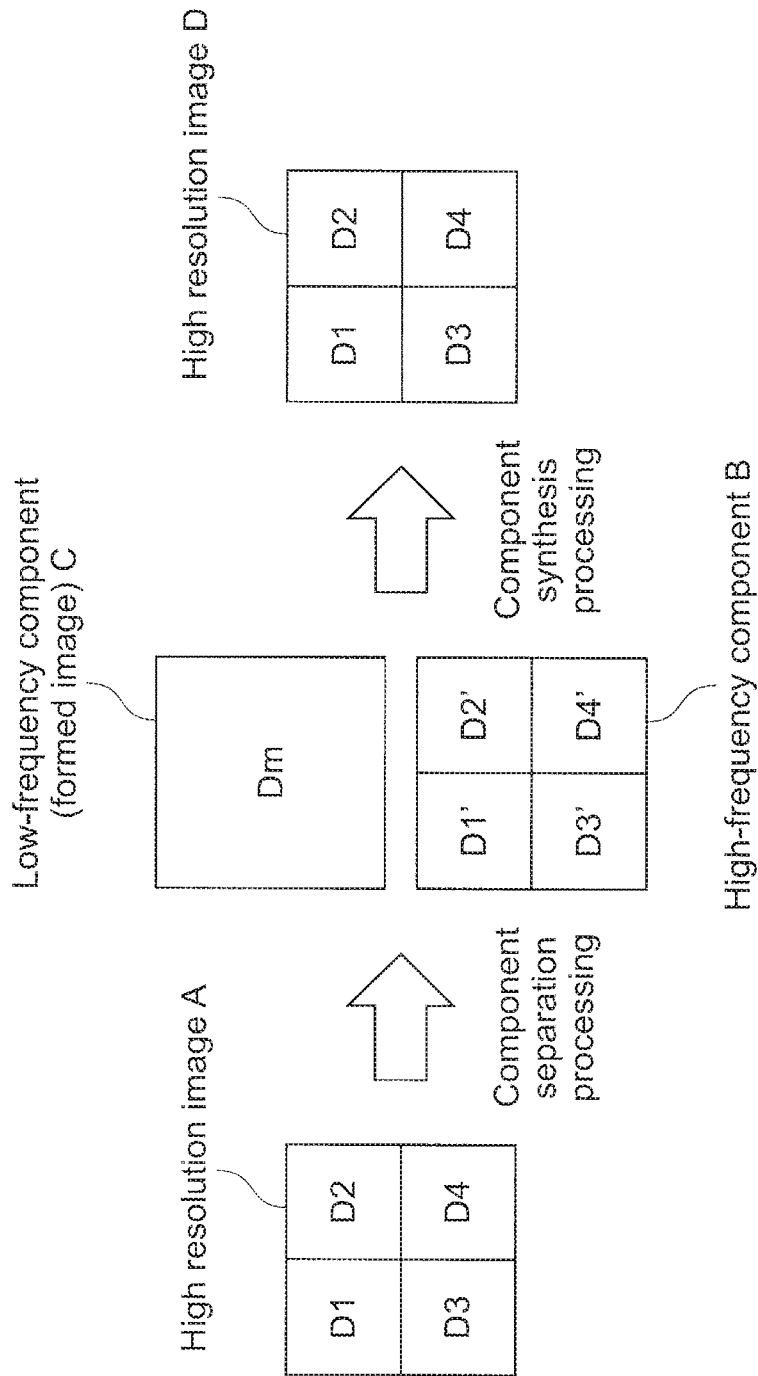 High resolution image A
D1
D2
D3
D4
Component
separation
processing
Low-frequency component
(formed image) C
Dm
D1'
D2'
D3'
D4'
High-frequency component B
Component
synthesis
processing
High resolution image D
D1
D2
D3
D4